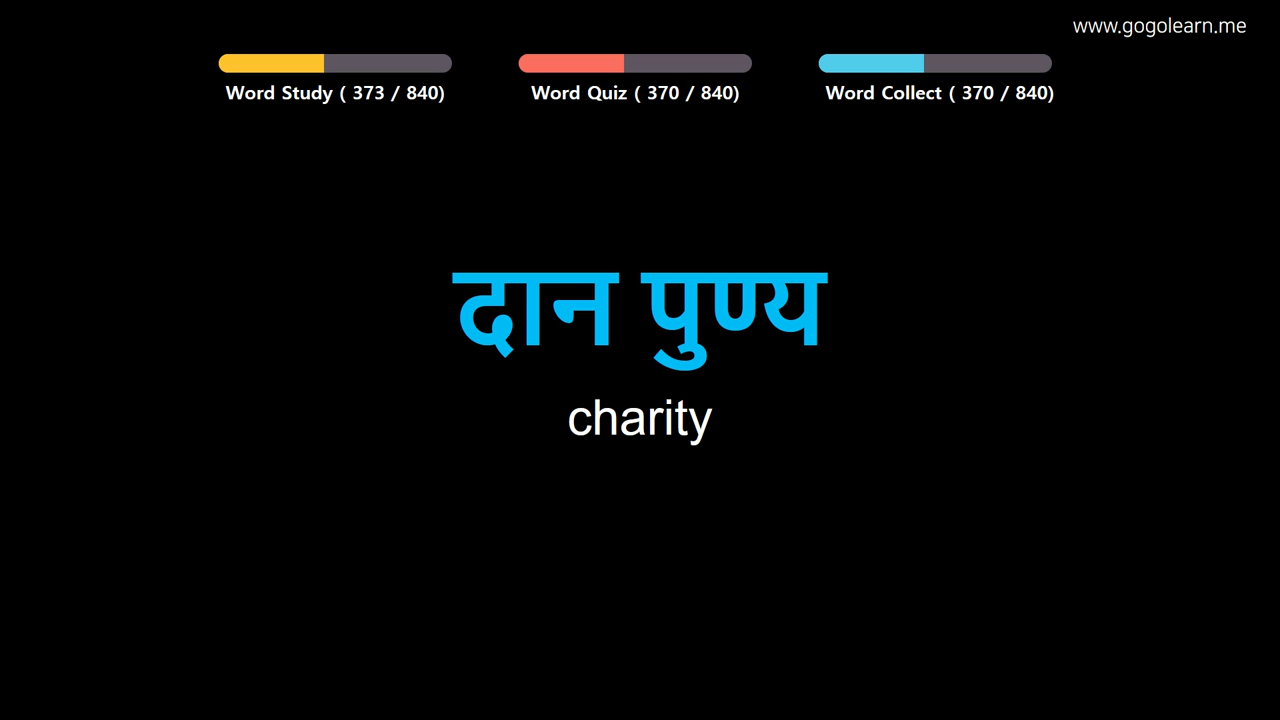 www.gogolearn.me
Word Study ( 373 / 840)
Word Quiz ( 370 / 840)
Word Collect ( 370 / 840)
दान पुण्य
charity